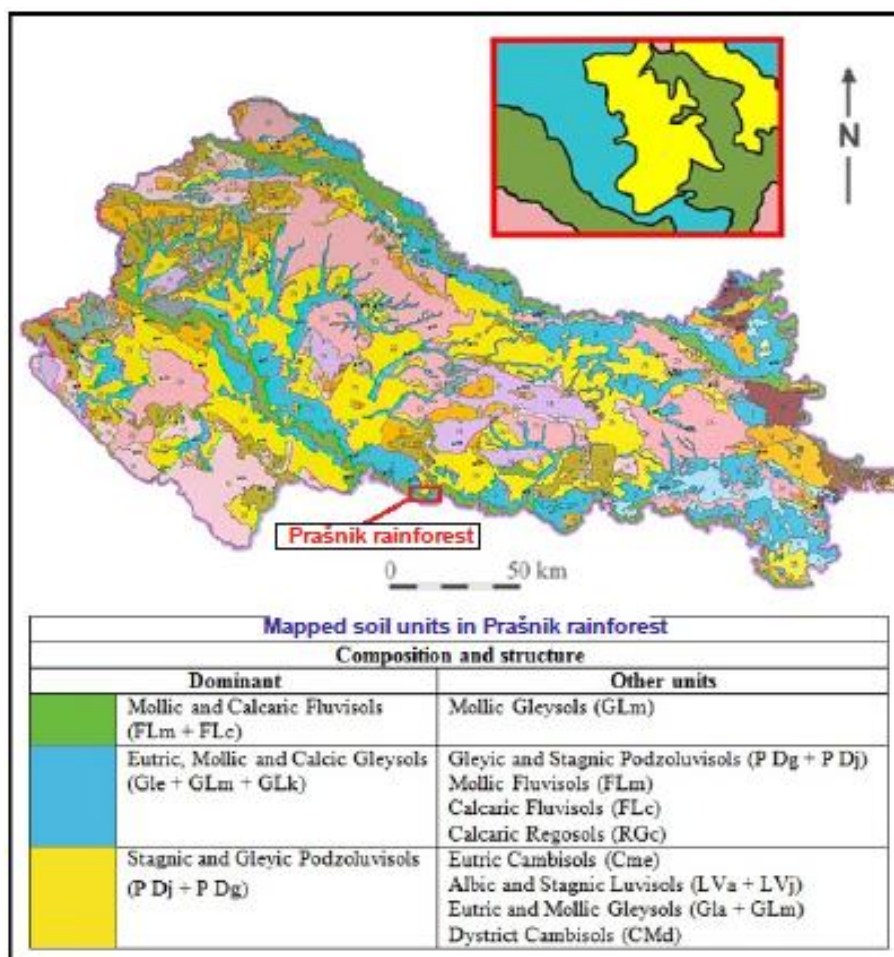 N
Prašnik rainforest
0 50 km
Mapped soil units in Prašnik rainforest
Composition and structure
Dominant Other units
Mollic and Calcaric Fluvisols Mollic Gleysols (GLm)
(FLm + FLc)
Eutric, Mollic and Calcic Gleysols Gleyic and Stagnic Podzoluvisols (P Dg + P Dj)
(Gle + GLm + GLk) Mollic Fluvisols (FLm)
Calcaric Fluvisols (FLc)
Calcaric Regosols (RGc)
Stagnic and Gleyic Podzoluvisols Eutric Cambisols (Cme)
(P Dj + P Dg) Albic and Stagnic Luvisols (LVa + LVj)
Eutric and Mollic Gleysols (Gla + GLm)
Dystrict Cambisols (CMd)